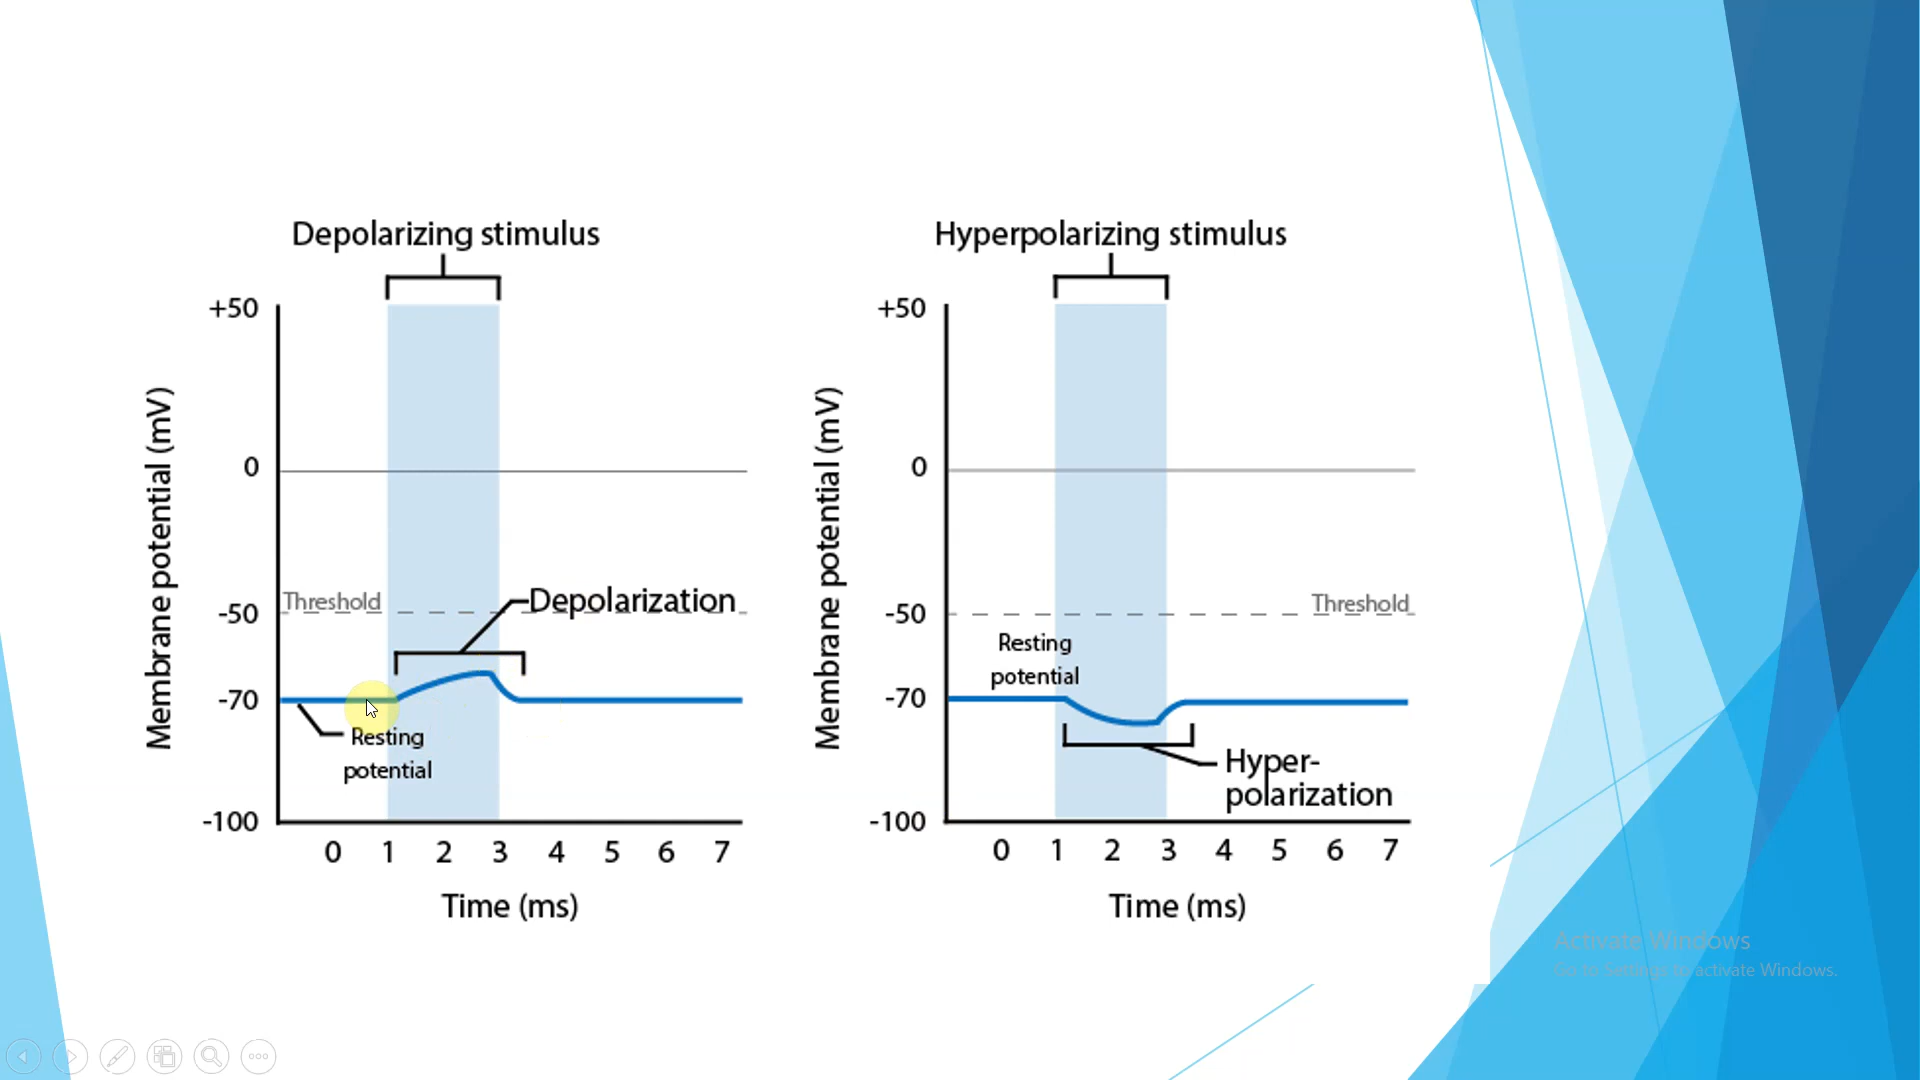 Depolarizing stimulus
+50
0
-50
-70
-100
Membrane potential (mV)
Threshold
Depolarization
Resting
potential
0 1 2 3 4 5 6 7
Time (ms)
Hyperpolarizing stimulus
+50
0
-50
-70
-100
Membrane potential (mV)
Threshold
Resting
potential
Hyper-
polarization
0 1 2 3 4 5 6 7
Time (ms)
Activate Windows
Go to Settings to activate Windows.